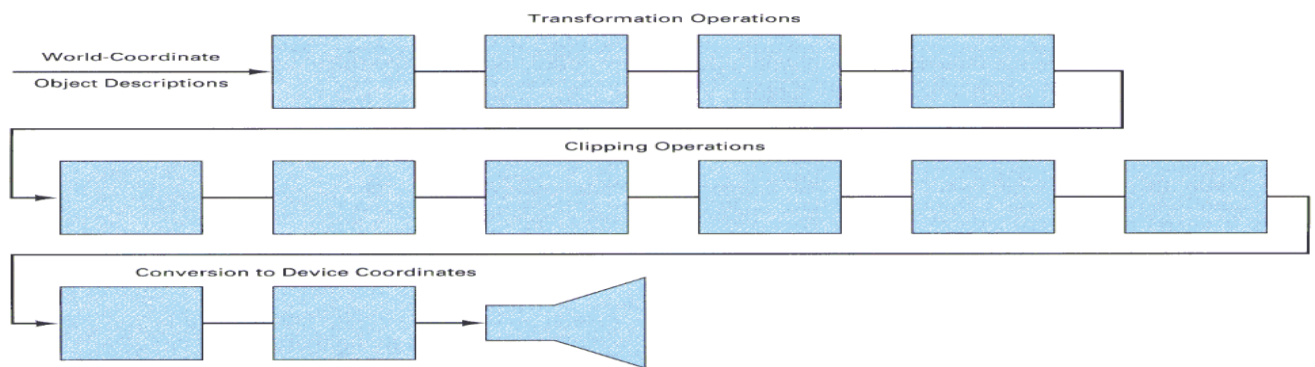 Transformation Operations
World-Coordinate
Object Descriptions
Clipping Operations
Conversion to Device Coordinates